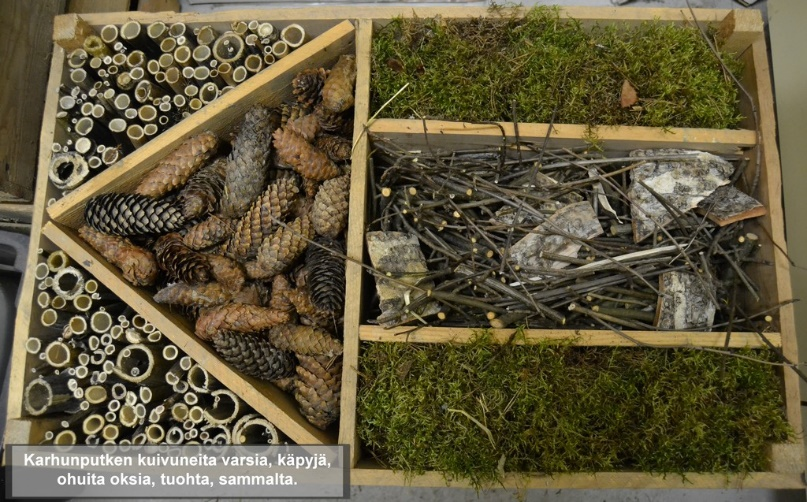 Karhunputken kuivuneita varsia, käpyjä,
ohuita oksia, tuohta, sammalta.